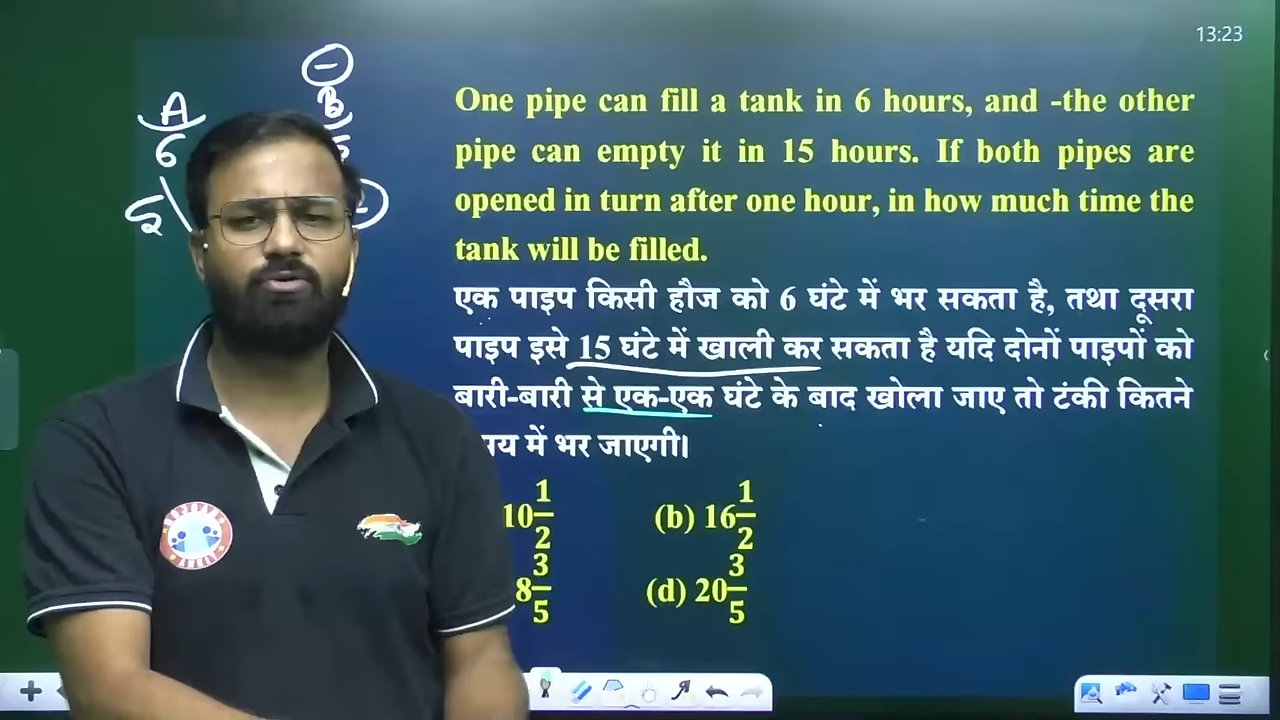 13:23
A
6
5
−
B
One pipe can fill a tank in 6 hours, and -the other
pipe can empty it in 15 hours. If both pipes are
opened in turn after one hour, in how much time the
tank will be filled.
एक पाइप किसी हौज को 6 घंटे में भर सकता है, तथा दूसरा
पाइप इसे 15 घंटे में खाली कर सकता है यदि दोनों पाइपों को
बारी-बारी से एक-एक घंटे के बाद खोला जाए तो टंकी कितने
में भर जाएगी।
10 1/2 (b) 16 1/2
8 3/5 (d) 20 3/5